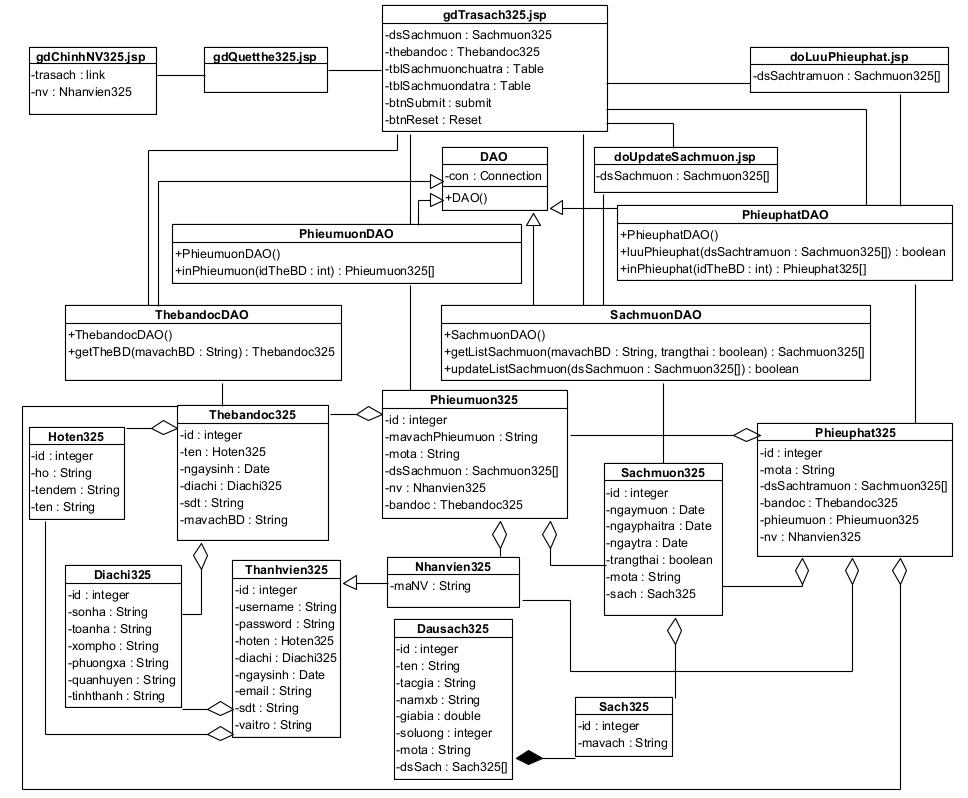 gdTrasach325.jsp
-dsSachmuon : Sachmuon325
-thebandoc : Thebandoc325
-tblSachmuonchuatra : Table
-tblSachmuondatra : Table
-btnSubmit : submit
-btnReset : Reset
gdChinhNV325.jsp
-trasach : link
-nv : Nhanvien325
gdQuetthe325.jsp
doLuuPhieuphat.jsp
-dsSachtramuon : Sachmuon325[]
DAO
-con : Connection
+DAO()
doUpdateSachmuon.jsp
-dsSachmuon : Sachmuon325[]
PhieumuonDAO
+PhieumuonDAO()
+inPhieumuon(idTheBD : int) : Phieumuon325[]
PhieuphatDAO
+PhieuphatDAO()
+luuPhieuphat(dsSachtramuon : Sachmuon325[]) : boolean
+inPhieuphat(idTheBD : int) : Phieuphat325[]
ThebandocDAO
+ThebandocDAO()
+getTheBD(mavachBD : String) : Thebandoc325
SachmuonDAO
+SachmuonDAO()
+getListSachmuon(mavachBD : String, trangthai : boolean) : Sachmuon325[]
+updateListSachmuon(dsSachmuon : Sachmuon325[]) : boolean
Hoten325
-id : integer
-ho : String
-tendem : String
-ten : String
Thebandoc325
-id : integer
-ten : Hoten325
-ngaysinh : Date
-diachi : Diachi325
-sdt : String
-mavachBD : String
Phieumuon325
-id : integer
-mavachPhieumuon : String
-mota : String
-dsSachmuon : Sachmuon325[]
-nv : Nhanvien325
-bandoc : Thebandoc325
Sachmuon325
-id : integer
-ngaymuon : Date
-ngayphaitra : Date
-ngaytra : Date
-trangthai : boolean
-mota : String
-sach : Sach325
Phieuphat325
-id : integer
-mota : String
-dsSachtramuon : Sachmuon325[]
-bandoc : Thebandoc325
-phieumuon : Phieumuon325
-nv : Nhanvien325
Diachi325
-id : integer
-sonha : String
-toanha : String
-xompho : String
-phuongxa : String
-quanhuyen : String
-tinhthanh : String
Thanhvien325
-id : integer
-username : String
-password : String
-hoten : Hoten325
-diachi : Diachi325
-ngaysinh : Date
-email : String
-sdt : String
-vaitro : String
Nhanvien325
-maNV : String
Dausach325
-id : integer
-ten : String
-tacgia : String
-namxb : String
-giabia : double
-soluong : integer
-mota : String
-dsSach : Sach325[]
Sach325
-id : integer
-mavach : String